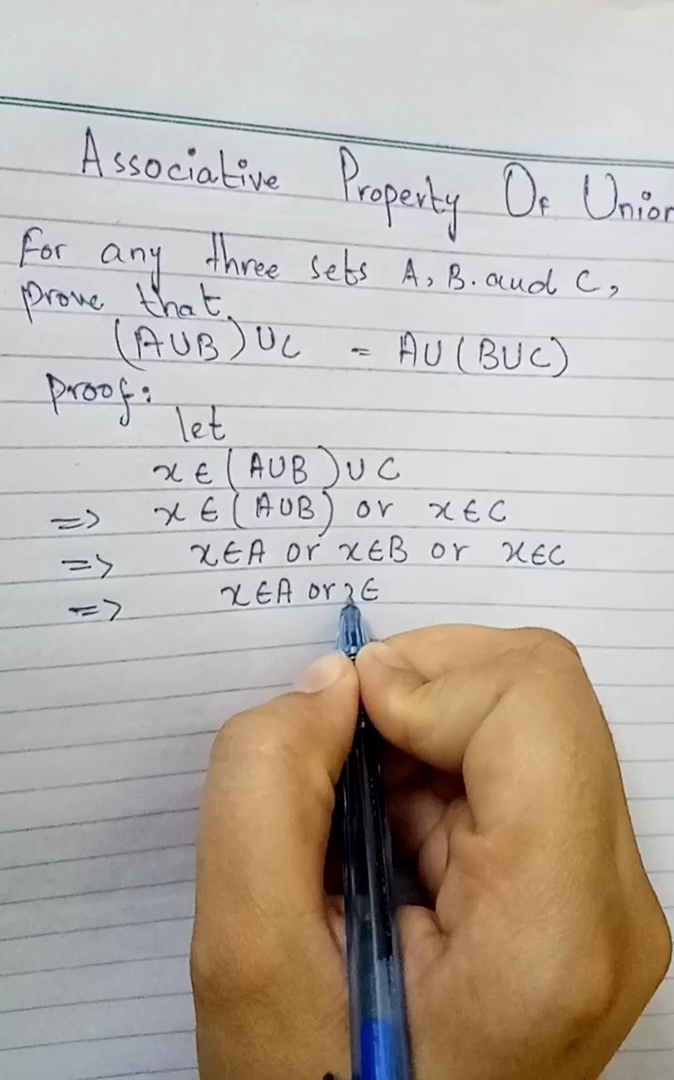 Associative Property Of Union
For any three sets A, B. and C,
prove that
(AUB)UC = AU(BUC)
Proof:
let
x∈(AUB)UC
=> x∈(AUB) or x∈C
=> x∈A or x∈B or x∈C
=> x∈A or x∈